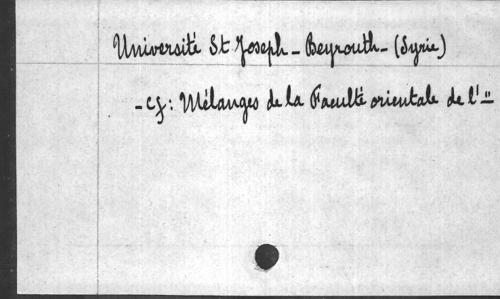 Université St Joseph - Beyrouth - (Syrie)
- cf : Mélanges de la Faculté orientale de l' - "